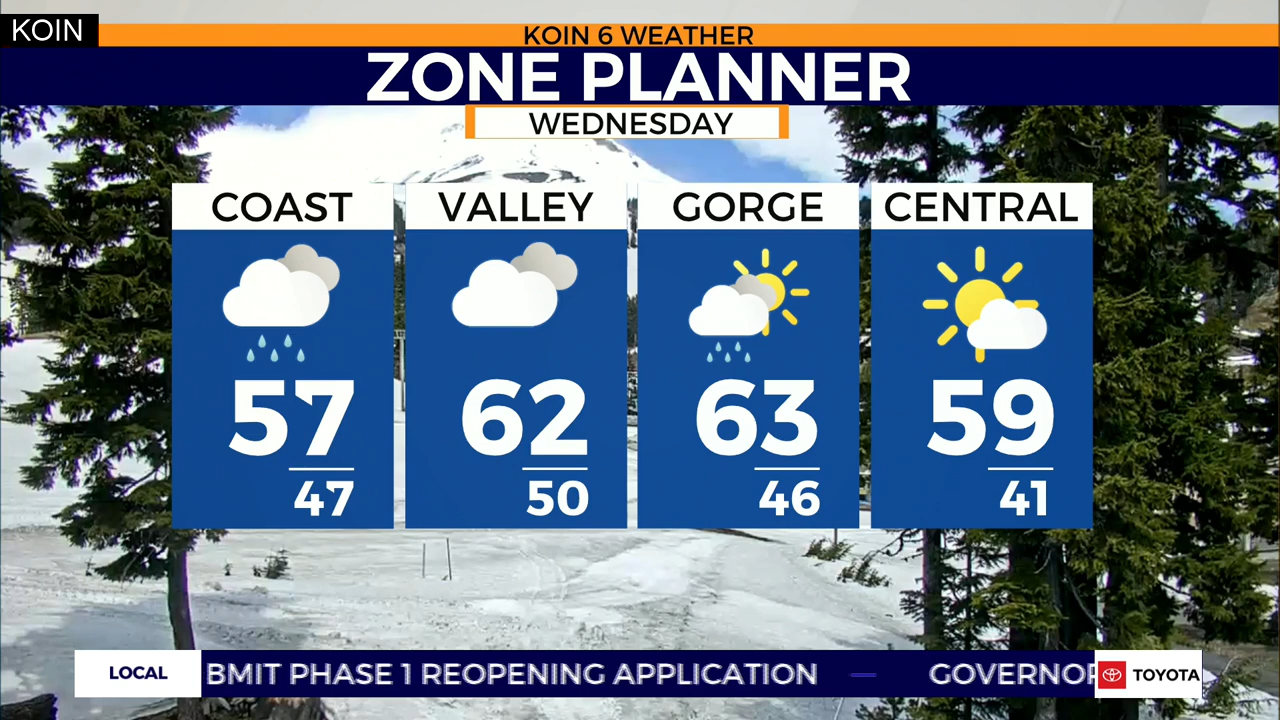 KOIN
KOIN 6 WEATHER
ZONE PLANNER
WEDNESDAY
COAST
57
47
VALLEY
62
50
GORGE
63
46
CENTRAL
59
41
LOCAL
BMIT PHASE 1 REOPENING APPLICATION — GOVERNOR
TOYOTA